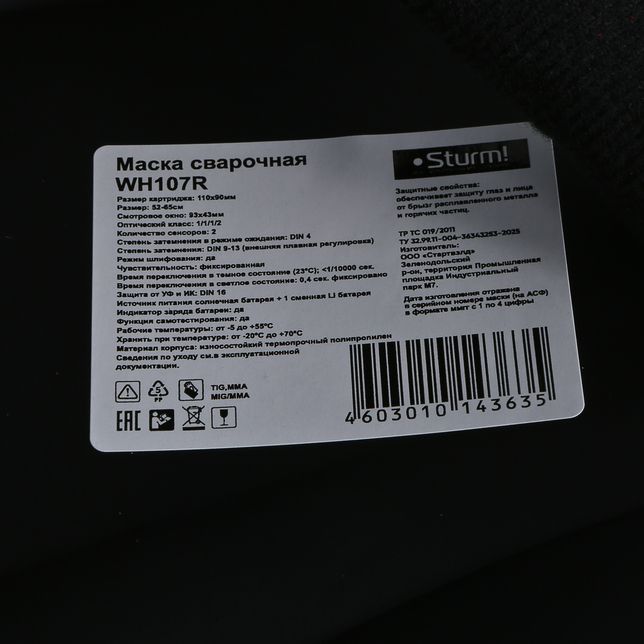 Маска сварочная
WH107R
Размер картриджа: 110х90мм
Размер: 52-65см
Смотровое окно: 93х43мм
Оптический класс: 1/1/1/2
Количество сенсоров: 2
Степень затемнения в режиме ожидания: DIN 4
Степень затемнения: DIN 9-13 (внешняя плавная регулировка)
Режим шлифования: да
Чувствительность: фиксированная
Время переключения в темное состояние (23°С); <1/10000 сек.
Время переключения в светлое состояние: 0,4 сек. фиксировано
Защита от УФ и ИК: DIN 16
Источник питания солнечная батарея + 1 сменная LI батарея
Индикатор заряда батареи: да
Функция самотестирования: да
Рабочие температуры: от -5 до +55°С
Хранить при температуре: от -20°С до +70°С
Материал корпуса: износостойкий термопрочный полипропилен
Сведения по уходу см.в эксплуатационной
документации.
5
PP
TIG,MMA
MIG/MMA
EAC
Sturm!
Защитные свойства:
обеспечивает защиту глаз и лица
от брызг расплавленного металла
и горячих частиц.
ТР ТС 019/2011
ТУ 32.99.11-004-36343253-2025
Изготовитель:
ООО «Стартвэлд»
Зеленодольский
р-он, территория Промышленная
площадка Индустриальный
парк М7.
Дата изготовления отражена
в серийном номере маски (на АСФ)
в формате ммгг с 1 по 4 цифры
4603010143635